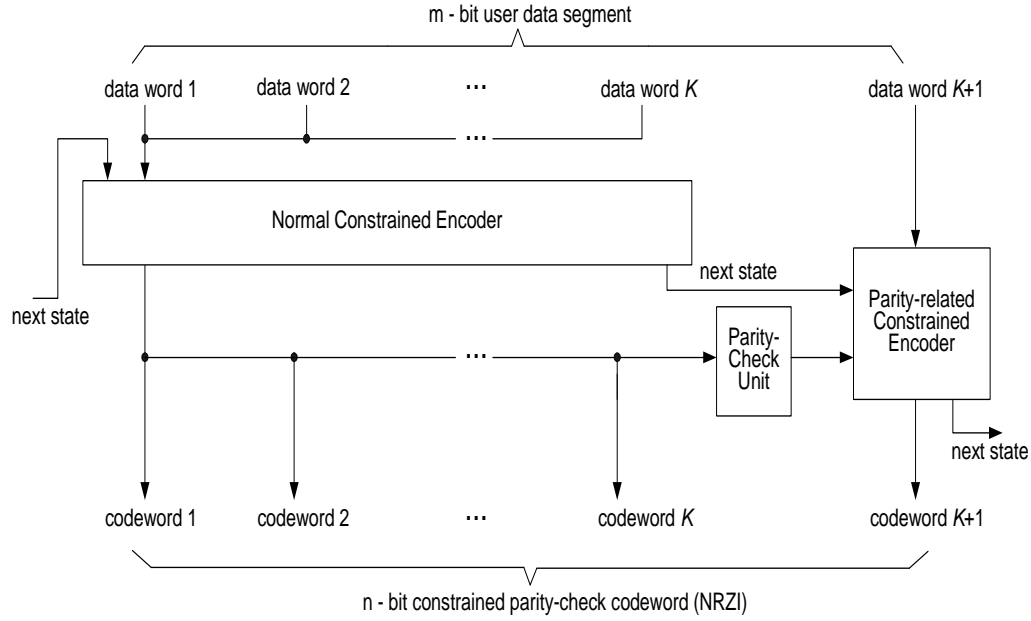 m - bit user data segment
data word 1
data word 2
...
data word K
data word K+1
Normal Constrained Encoder
next state
next state
Parity-
Check
Unit
Parity-related
Constrained
Encoder
next state
codeword 1
codeword 2
...
codeword K
codeword K+1
n - bit constrained parity-check codeword (NRZI)